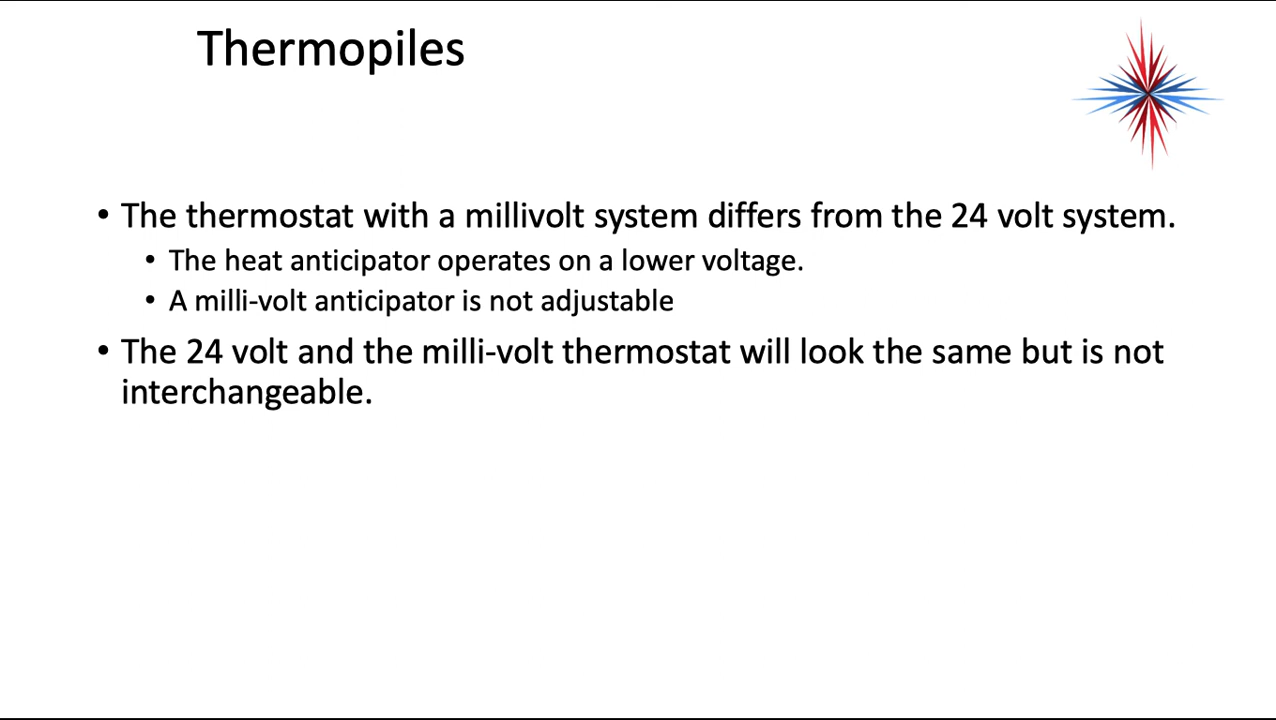 Thermopiles
• The thermostat with a millivolt system differs from the 24 volt system.
• The heat anticipator operates on a lower voltage.
• A milli-volt anticipator is not adjustable
• The 24 volt and the milli-volt thermostat will look the same but is not
interchangeable.